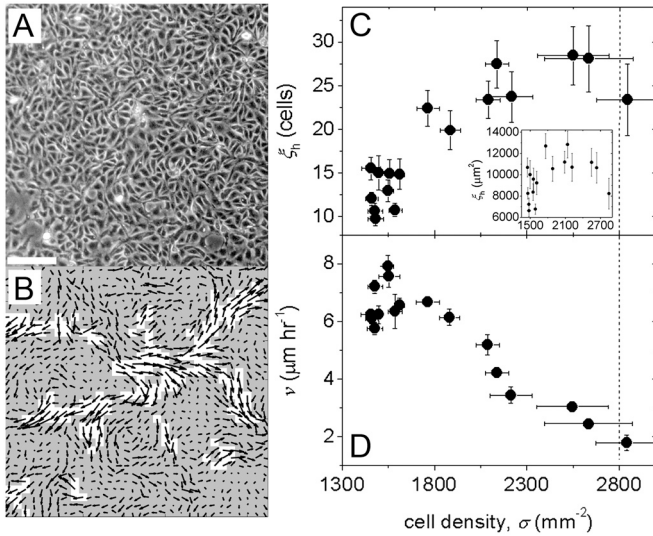 A
B
C
D
ξh (cells)
30
25
20
15
10
ξh (μm²)
14000
12000
10000
8000
6000
1500 2100 2700
ν (μm hr⁻¹)
8
6
4
2
1300 1800 2300 2800
cell density, σ (mm⁻²)